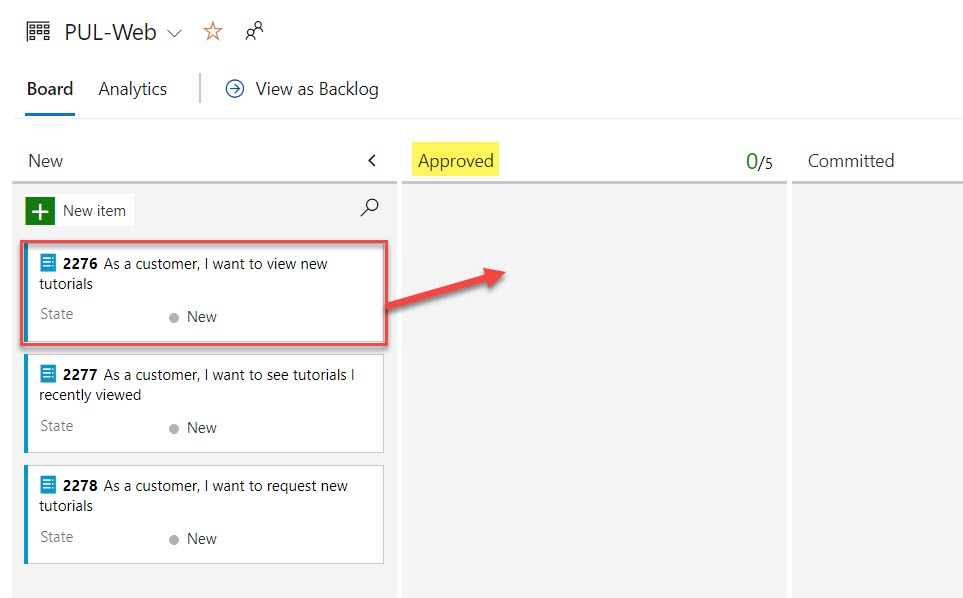 PUL-Web
Board Analytics View as Backlog
New
Approved 0/5
Committed
New item
2276 As a customer, I want to view new
tutorials
State New
2277 As a customer, I want to see tutorials I
recently viewed
State New
2278 As a customer, I want to request new
tutorials
State New